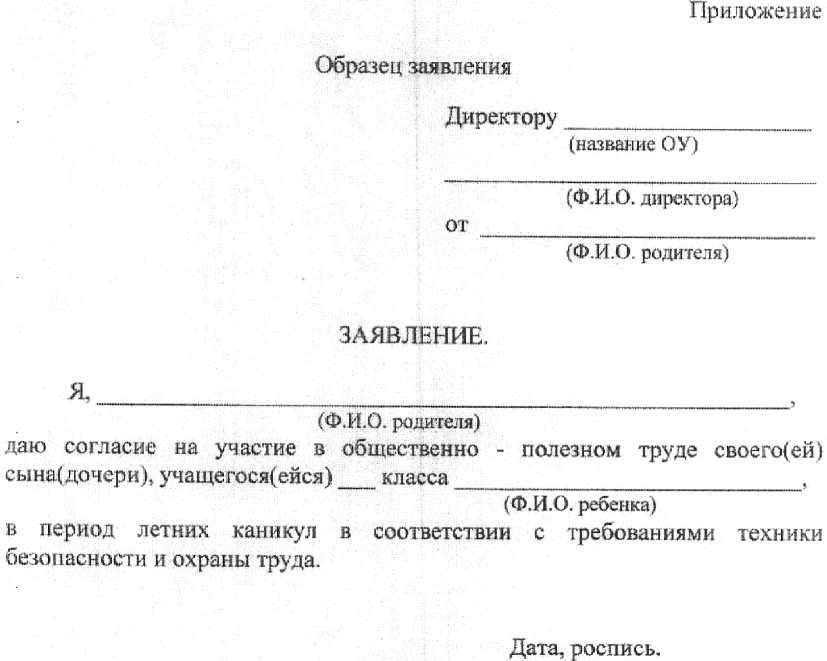 Приложение
Образец заявления
Директору ____________________
(название ОУ)
______________________________
(Ф.И.О. директора)
от ___________________________
(Ф.И.О. родителя)
ЗАЯВЛЕНИЕ.
Я, ____________________________________________________________,
(Ф.И.О. родителя)
даю согласие на участие в общественно - полезном труде своего(ей)
сына(дочери), учащегося(ейся) ___ класса ____________________________,
(Ф.И.О. ребенка)
в период летних каникул в соответствии с требованиями техники
безопасности и охраны труда.
Дата, роспись.